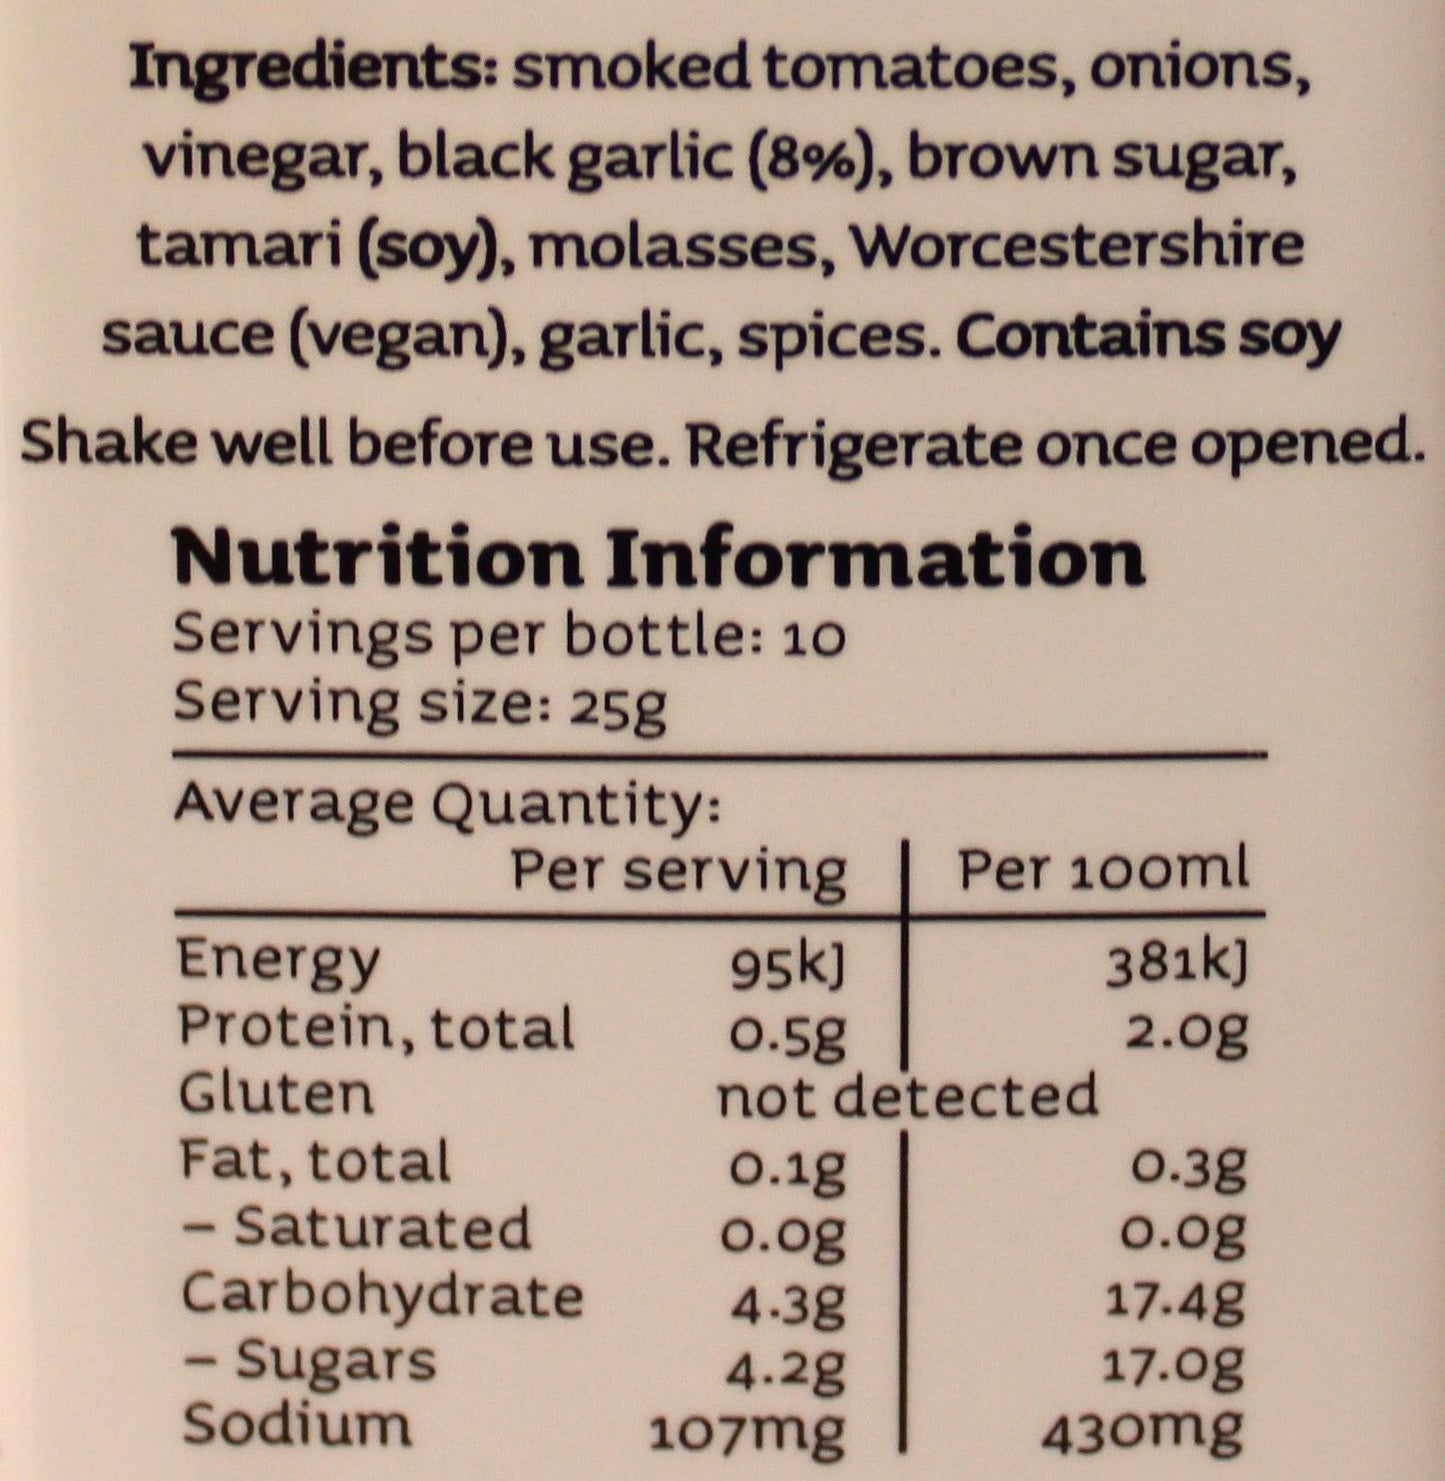 Ingredients: smoked tomatoes, onions,
vinegar, black garlic (8%), brown sugar,
tamari (soy), molasses, Worcestershire
sauce (vegan), garlic, spices. Contains soy
Shake well before use. Refrigerate once opened.
Nutrition Information
Servings per bottle: 10
Serving size: 25g
Average Quantity:
Per serving Per 100ml
Energy 95kJ 381kJ
Protein, total 0.5g 2.0g
Gluten not detected
Fat, total 0.1g 0.3g
– Saturated 0.0g 0.0g
Carbohydrate 4.3g 17.4g
– Sugars 4.2g 17.0g
Sodium 107mg 430mg